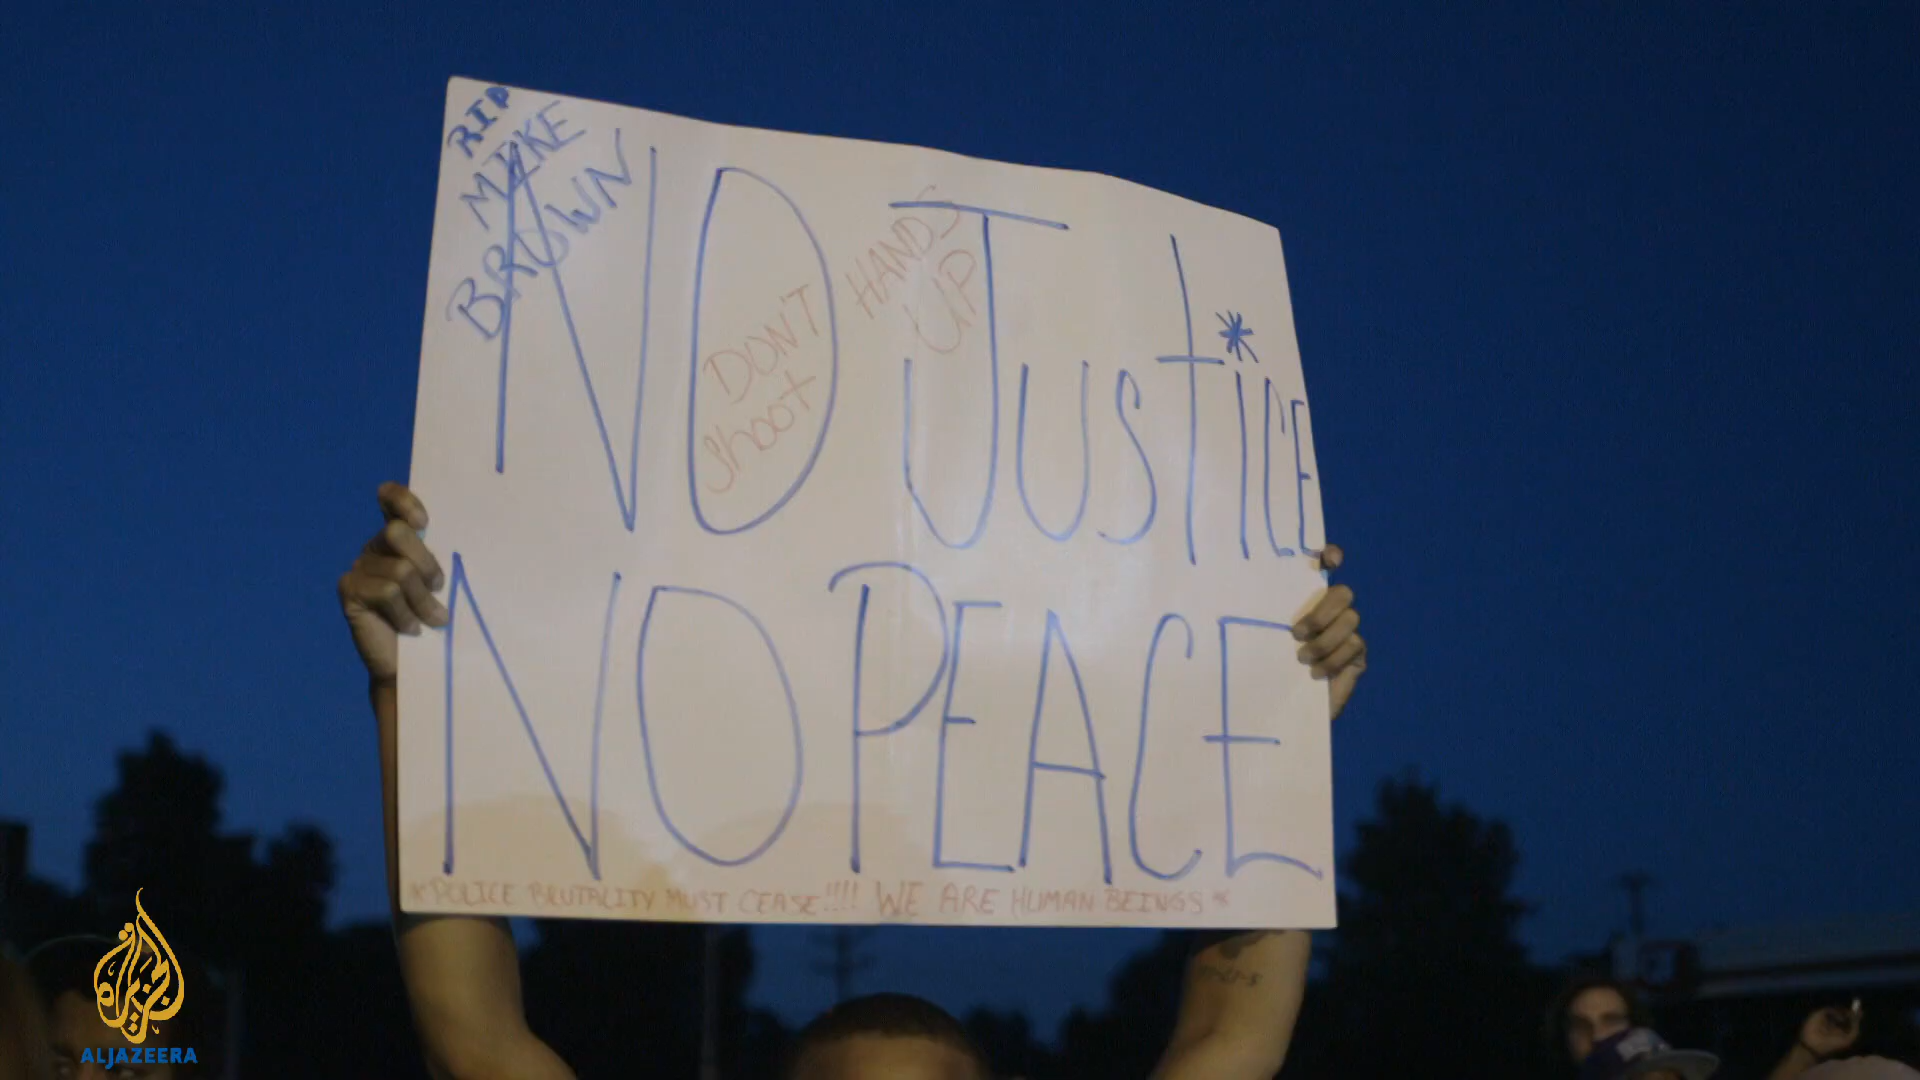 RIP
MIKE
BROWN
NO JUSTICE
HANDS
UP
DON'T
Shoot
NO PEACE
*POLICE BRUTALITY MUST CEASE!!!! WE ARE HUMAN BEINGS*
الجزيرة
ALJAZEERA